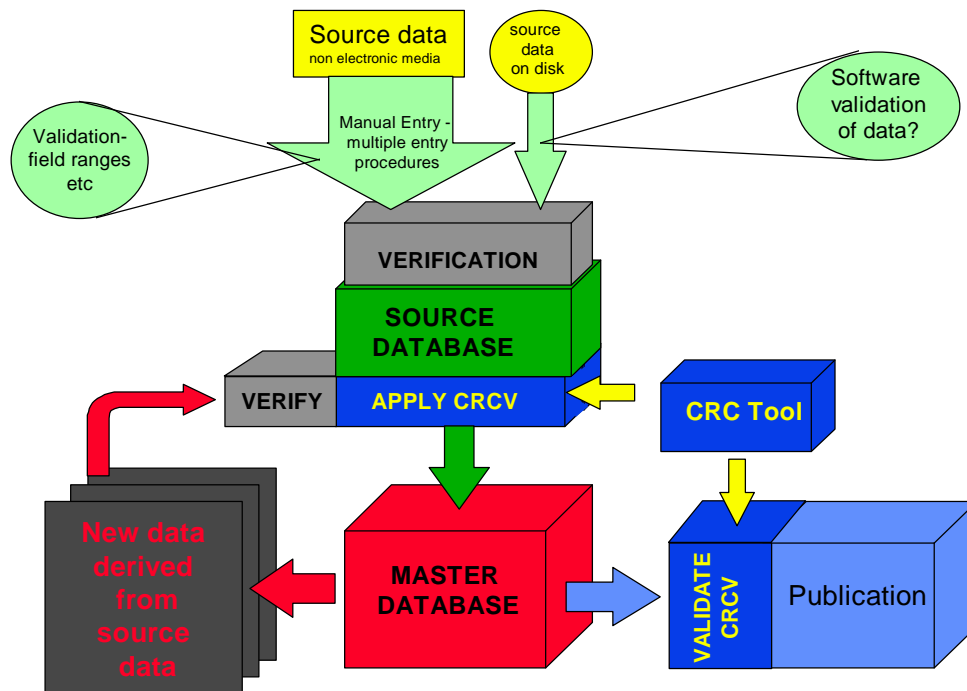 Source data
non electronic media
source
data
on disk
Software
validation
of data?
Manual Entry -
multiple entry
procedures
Validation-
field ranges
etc
VERIFICATION
SOURCE
DATABASE
VERIFY
APPLY CRCV
CRC Tool
New data
derived
from
source
data
MASTER
DATABASE
VALIDATE
CRCV
Publication